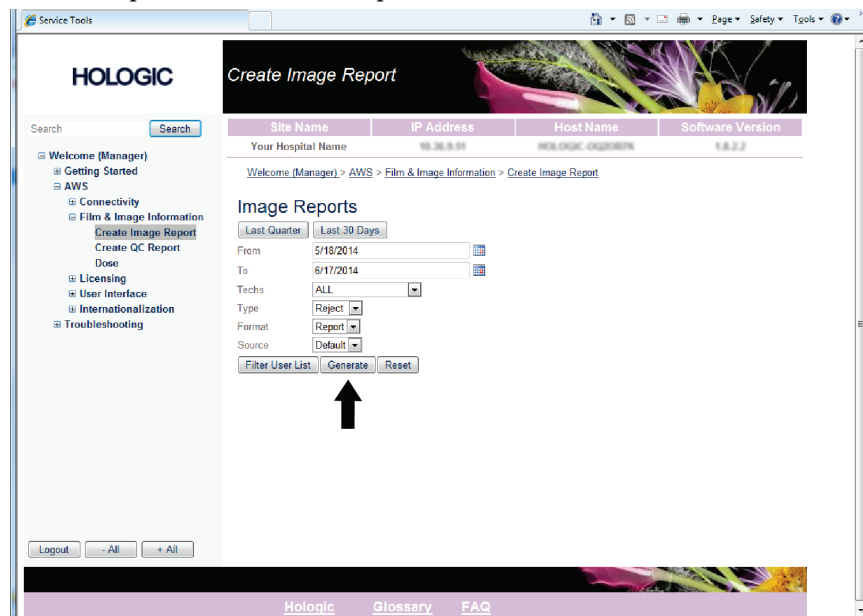 Service Tools
Page Safety Tools
HOLOGIC
Create Image Report
Search Search
Site Name IP Address Host Name Software Version
Your Hospital Name
Welcome (Manager) > AWS > Film & Image Information > Create Image Report
Welcome (Manager)
Getting Started
AWS
Connectivity
Film & Image Information
Create Image Report
Create QC Report
Dose
Licensing
User Interface
Internationalization
Troubleshooting
Image Reports
Last Quarter Last 30 Days
From 5/18/2014
To 6/17/2014
Techs ALL
Type Reject
Format Report
Source Default
Filter User List Generate Reset
Logout - All + All
Hologic Glossary FAQ